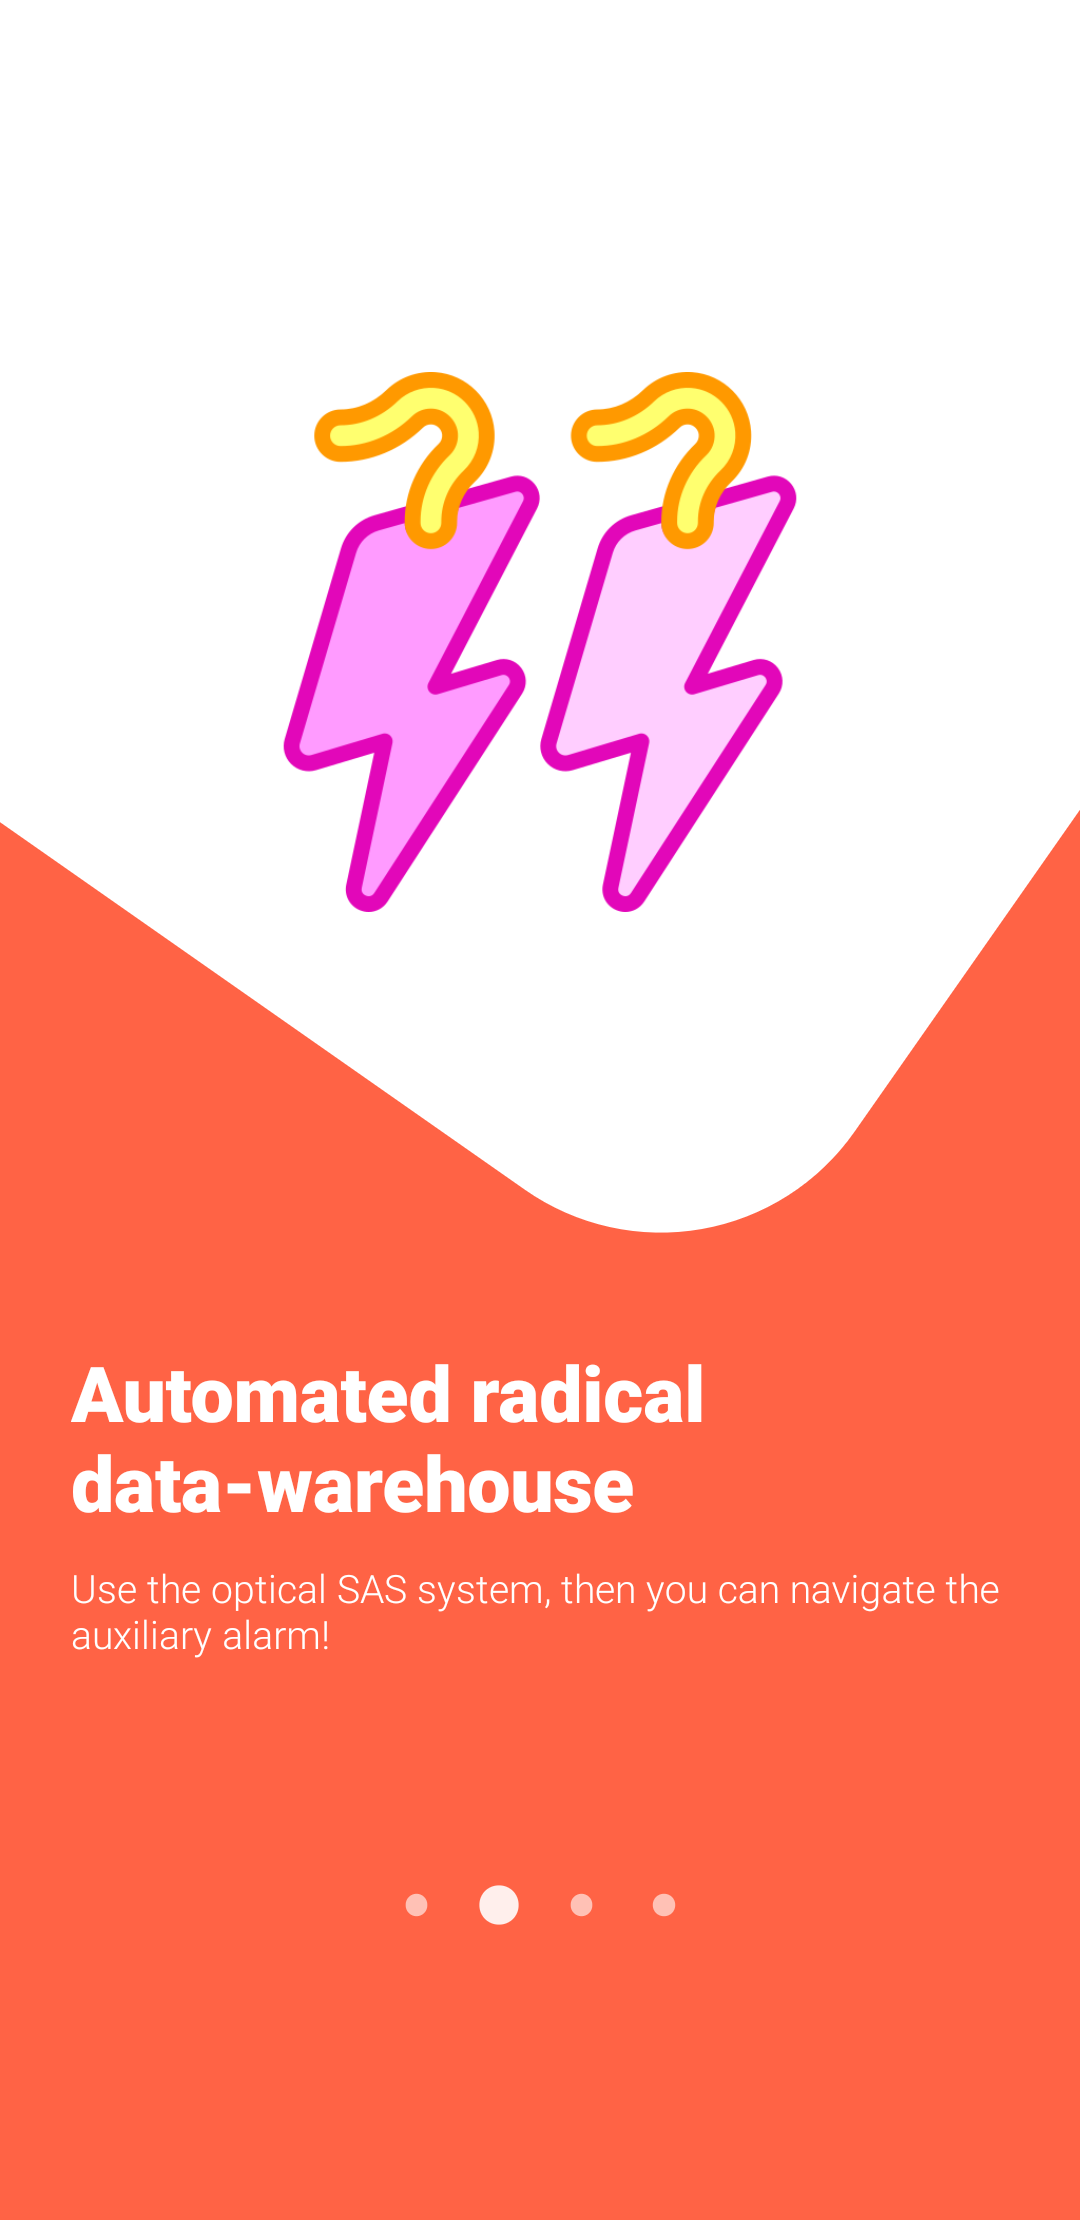 Automated radical
data-warehouse
Use the optical SAS system, then you can navigate the
auxiliary alarm!